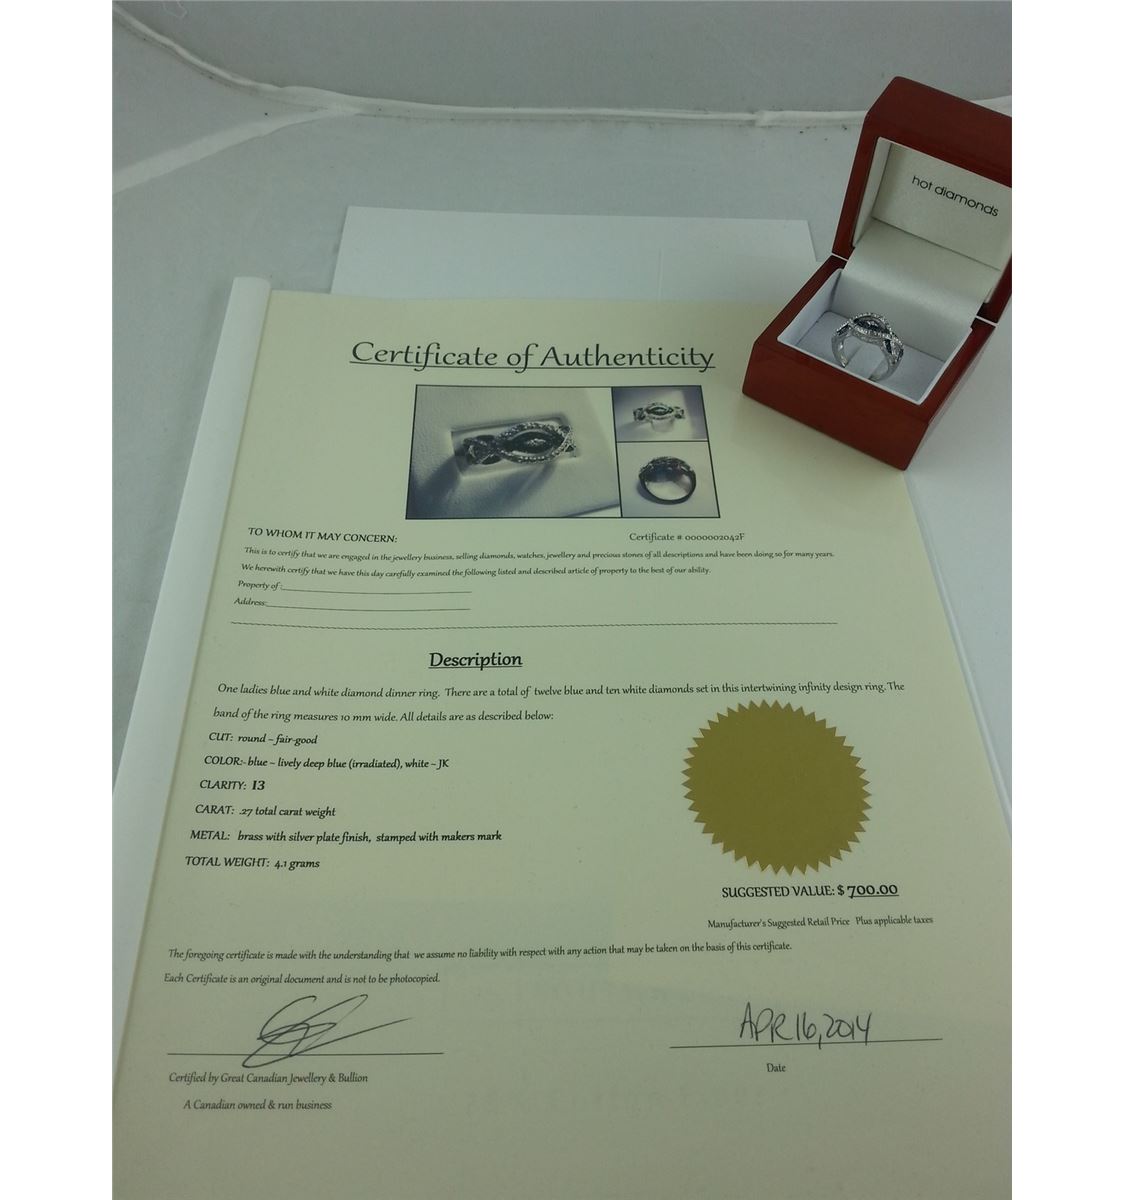 hot diamonds
Certificate of Authenticity
TO WHOM IT MAY CONCERN:
Certificate # 0000002042F
This is to certify that we are engaged in the jewellery business, selling diamonds, watches, jewellery and precious stones of all descriptions and have been doing so for many years.
We herewith certify that we have this day carefully examined the following listed and described article of property to the best of our ability.
Property of:
Address:
Description
One ladies blue and white diamond dinner ring. There are a total of twelve blue and ten white diamonds set in this intertwining infinity design ring. The
band of the ring measures 10 mm wide. All details are as described below:
CUT: round ~ fair-good
COLOR:- blue ~ lively deep blue (irradiated), white ~ JK
CLARITY: I3
CARAT: .27 total carat weight
METAL: brass with silver plate finish, stamped with makers mark
TOTAL WEIGHT: 4.1 grams
SUGGESTED VALUE: $ 700.00
Manufacturer's Suggested Retail Price Plus applicable taxes
The foregoing certificate is made with the understanding that we assume no liability with respect with any action that may be taken on the basis of this certificate.
Each Certificate is an original document and is not to be photocopied.
APR 16, 2014
Date
Certified by Great Canadian Jewellery & Bullion
A Canadian owned & run business